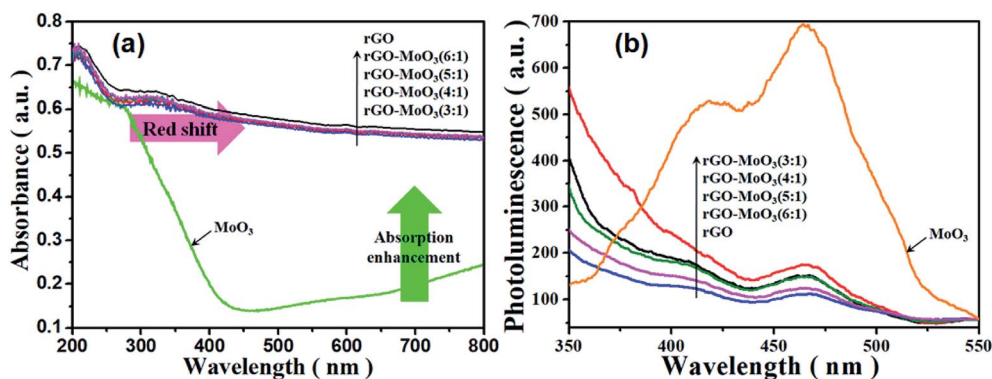 (a)
rGO
rGO-MoO₃(6:1)
rGO-MoO₃(5:1)
rGO-MoO₃(4:1)
rGO-MoO₃(3:1)
Red shift
MoO₃
Absorption
enhancement
Absorbance ( a.u. )
0.8
0.7
0.6
0.5
0.4
0.3
0.2
0.1
200 300 400 500 600 700 800
Wavelength ( nm )
(b)
rGO-MoO₃(3:1)
rGO-MoO₃(4:1)
rGO-MoO₃(5:1)
rGO-MoO₃(6:1)
rGO
MoO₃
Photoluminescence ( a.u. )
700
600
500
400
300
200
100
350 400 450 500 550
Wavelength ( nm )